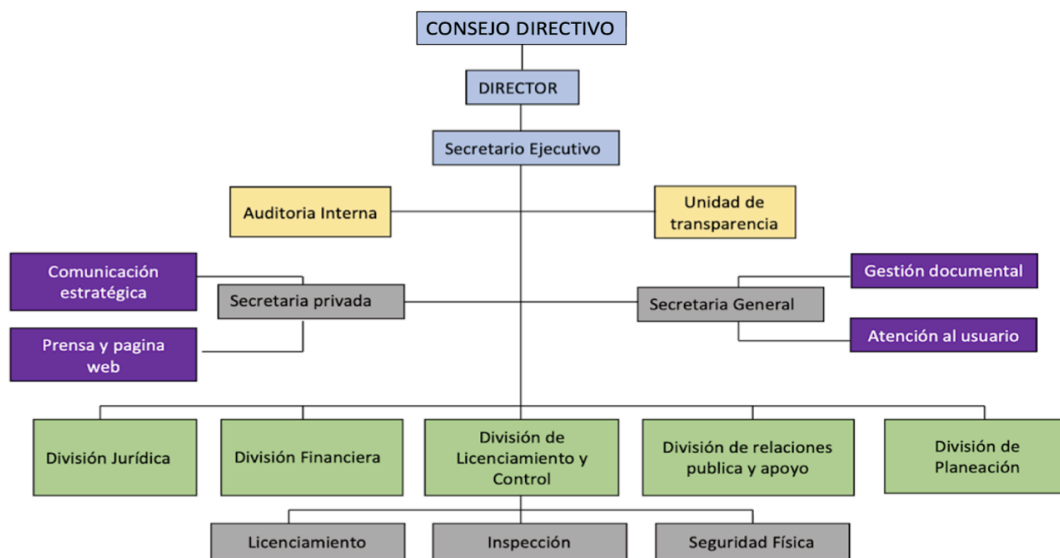 CONSEJO DIRECTIVO
DIRECTOR
Secretario Ejecutivo
Auditoria Interna
Unidad de
transparencia
Comunicación
estratégica
Secretaria privada
Prensa y pagina
web
Gestión documental
Secretaria General
Atención al usuario
División Jurídica
División Financiera
División de
Licenciamiento y
Control
División de relaciones
publica y apoyo
División de
Planeación
Licenciamiento
Inspección
Seguridad Física